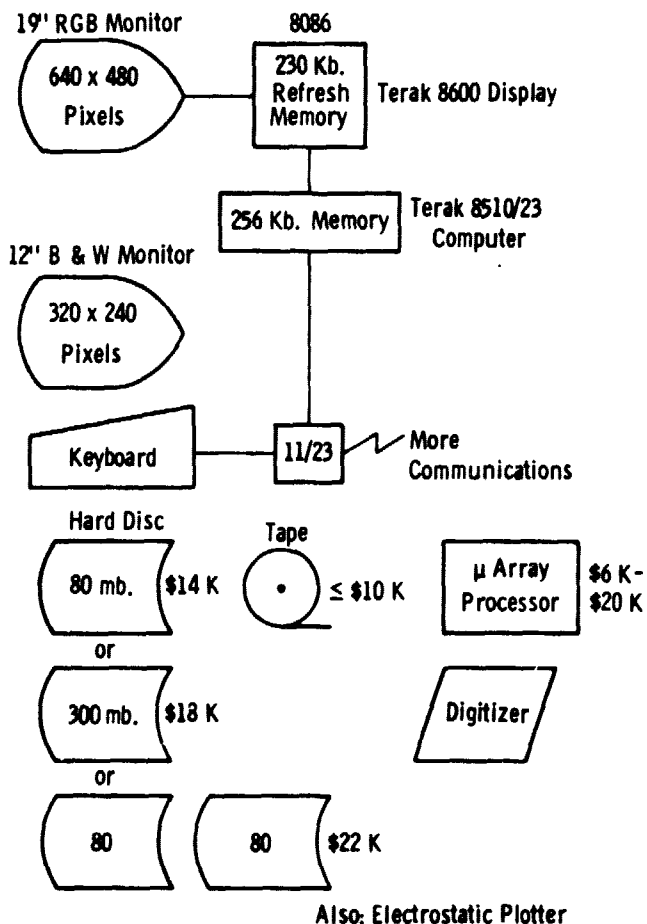 19" RGB Monitor
8086
640 x 480
Pixels
230 Kb.
Refresh
Memory
Terak 8600 Display
256 Kb. Memory
Terak 8510/23
Computer
12" B & W Monitor
320 x 240
Pixels
Keyboard
11/23
More
Communications
Hard Disc
80 mb.
$14 K
Tape
≤ $10 K
μ Array
Processor
$6 K-
$20 K
or
300 mb.
$18 K
Digitizer
or
80
80
$22 K
Also: Electrostatic Plotter